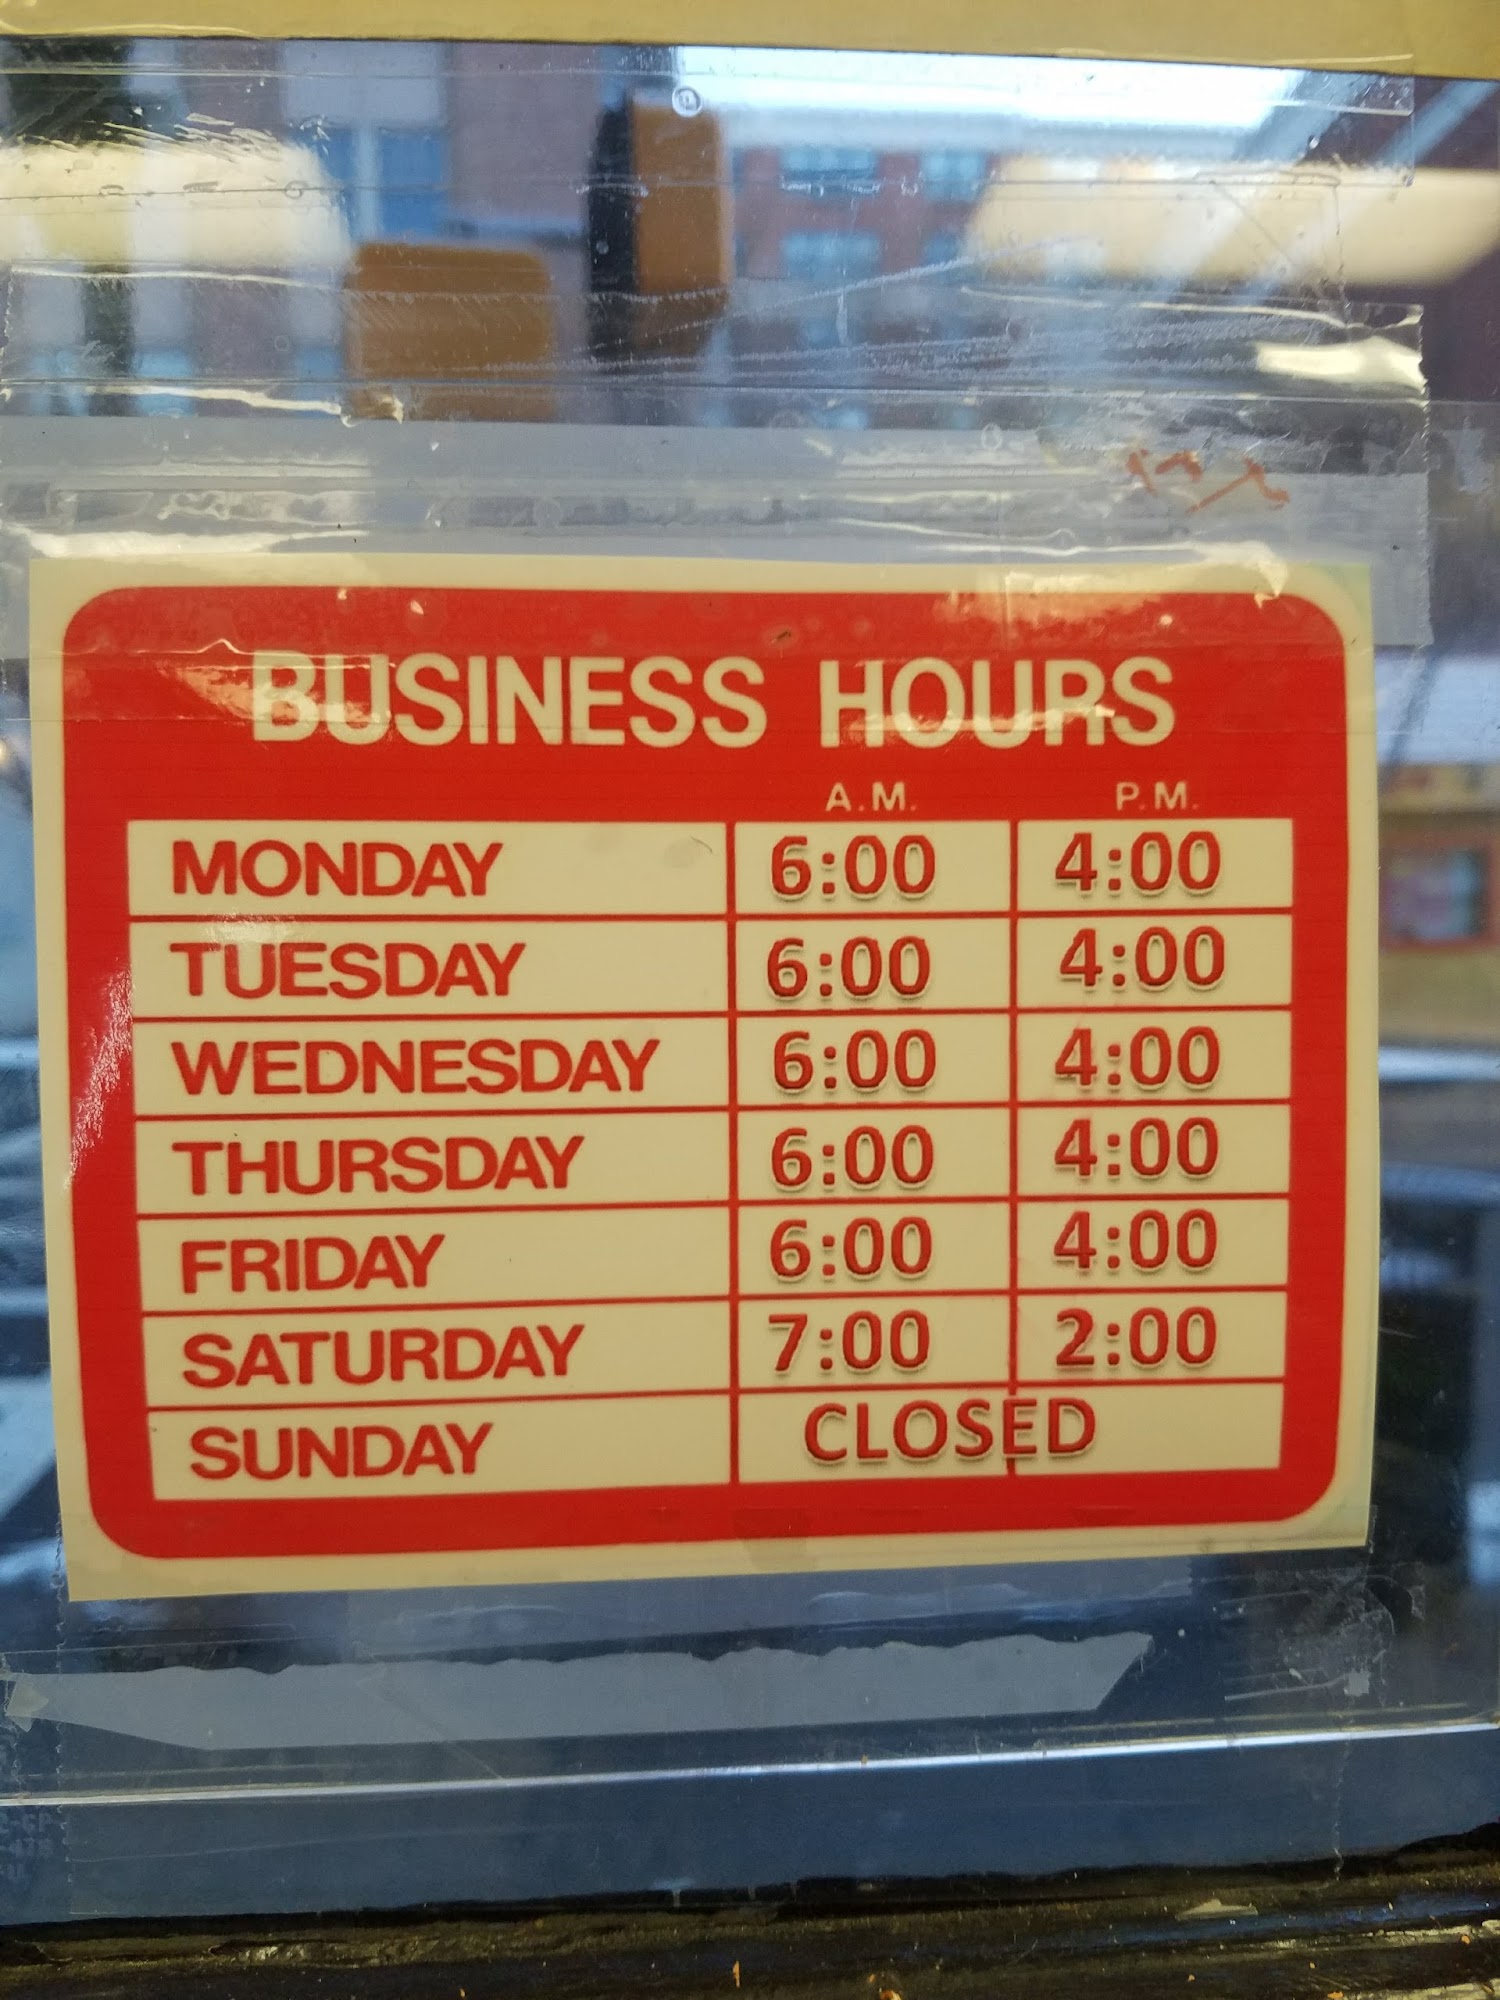 BUSINESS HOURS
A.M. P.M.
MONDAY 6:00 4:00
TUESDAY 6:00 4:00
WEDNESDAY 6:00 4:00
THURSDAY 6:00 4:00
FRIDAY 6:00 4:00
SATURDAY 7:00 2:00
SUNDAY CLOSED